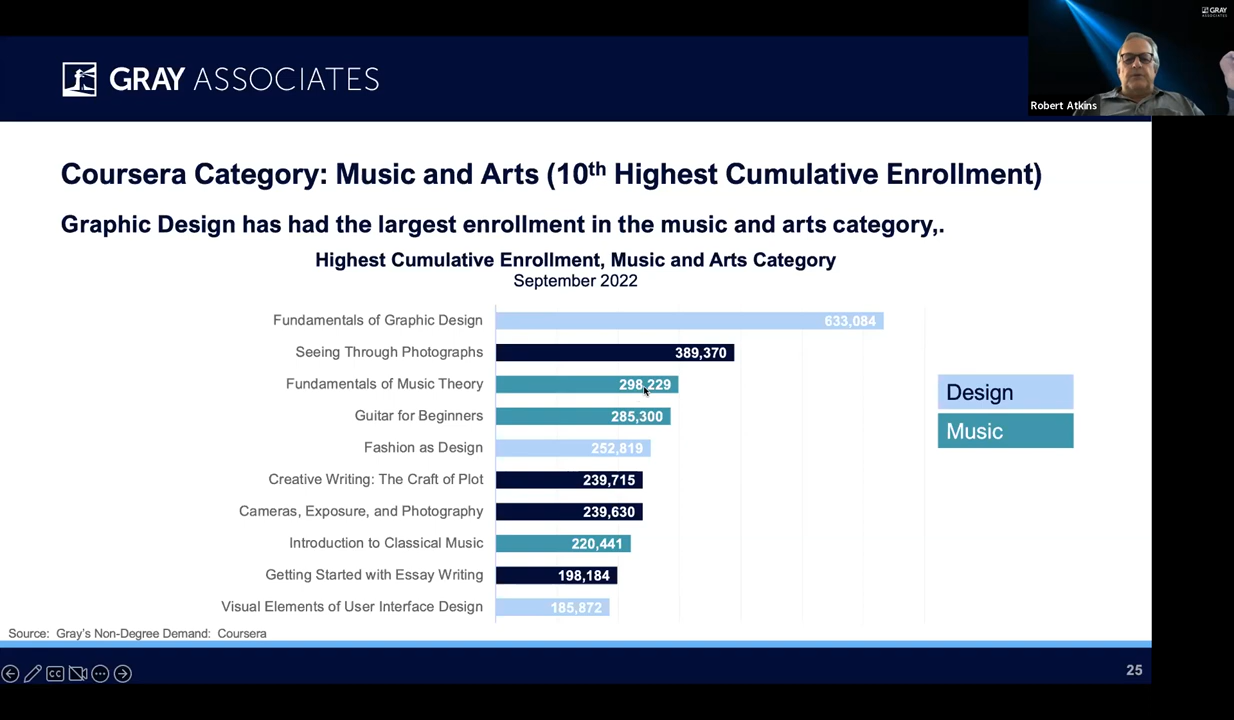 GRAY ASSOCIATES
GRAY
ASSOCIATES
Robert Atkins
Coursera Category: Music and Arts (10th Highest Cumulative Enrollment)
Graphic Design has had the largest enrollment in the music and arts category,.
Highest Cumulative Enrollment, Music and Arts Category
September 2022
Fundamentals of Graphic Design 633,084
Seeing Through Photographs 389,370
Fundamentals of Music Theory 298,229
Guitar for Beginners 285,300
Fashion as Design 252,819
Creative Writing: The Craft of Plot 239,715
Cameras, Exposure, and Photography 239,630
Introduction to Classical Music 220,441
Getting Started with Essay Writing 198,184
Visual Elements of User Interface Design 185,872
Design
Music
Source: Gray's Non-Degree Demand: Coursera
CC
25